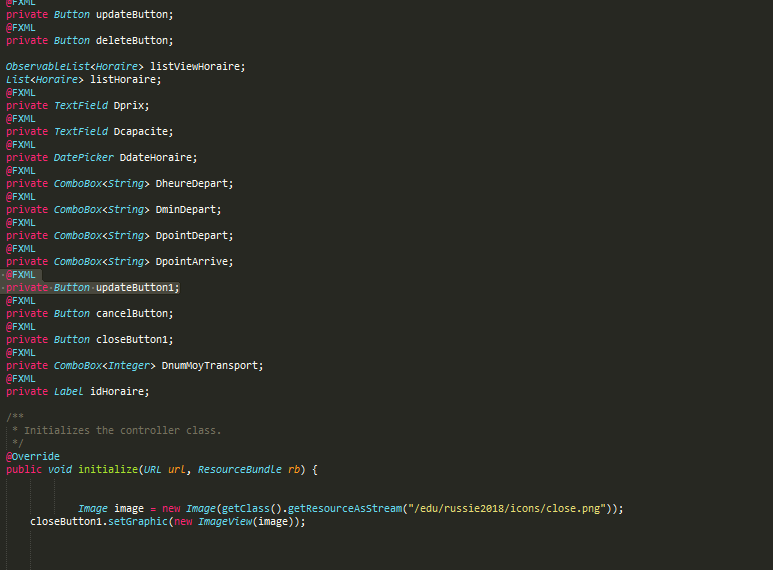 @FXML
private Button updateButton;
@FXML
private Button deleteButton;
ObservableList<Horaire> listViewHoraire;
List<Horaire> listHoraire;
@FXML
private TextField Dprix;
@FXML
private TextField Dcapacite;
@FXML
private DatePicker DdateHoraire;
@FXML
private ComboBox<String> DheureDepart;
@FXML
private ComboBox<String> DminDepart;
@FXML
private ComboBox<String> DpointDepart;
@FXML
private ComboBox<String> DpointArrive;
@FXML
private Button updateButton1;
@FXML
private Button cancelButton;
@FXML
private Button closeButton1;
@FXML
private ComboBox<Integer> DnumMoyTransport;
@FXML
private Label idHoraire;
/**
* Initializes the controller class.
*/
@Override
public void initialize(URL url, ResourceBundle rb) {
Image image = new Image(getClass().getResourceAsStream("/edu/russie2018/icons/close.png"));
closeButton1.setGraphic(new ImageView(image));